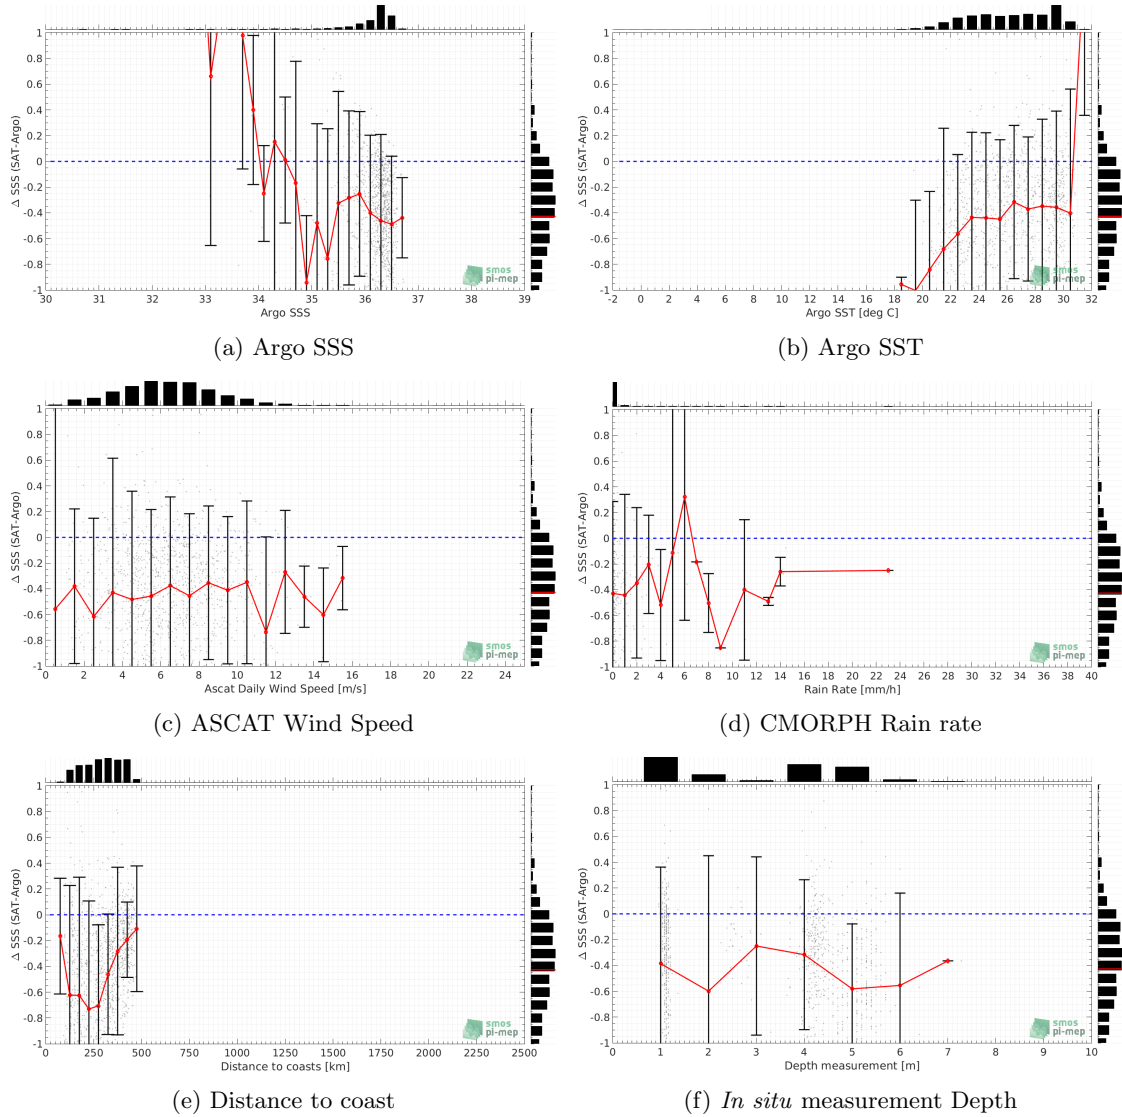 1
0.8
0.6
0.4
0.2
0
-0.2
-0.4
-0.6
-0.8
-1
Δ SSS (SAT-Argo)
30 31 32 33 34 35 36 37 38 39
Argo SSS
smos
pi-mep
(a) Argo SSS
1
0.8
0.6
0.4
0.2
0
-0.2
-0.4
-0.6
-0.8
-1
Δ SSS (SAT-Argo)
-2 0 2 4 6 8 10 12 14 16 18 20 22 24 26 28 30 32
Argo SST [deg C]
smos
pi-mep
(b) Argo SST
1
0.8
0.6
0.4
0.2
0
-0.2
-0.4
-0.6
-0.8
-1
Δ SSS (SAT-Argo)
0 2 4 6 8 10 12 14 16 18 20 22 24
Ascat Daily Wind Speed [m/s]
smos
pi-mep
(c) ASCAT Wind Speed
1
0.8
0.6
0.4
0.2
0
-0.2
-0.4
-0.6
-0.8
-1
Δ SSS (SAT-Argo)
0 2 4 6 8 10 12 14 16 18 20 22 24 26 28 30 32 34 36 38 40
Rain Rate [mm/h]
smos
pi-mep
(d) CMORPH Rain rate
1
0.8
0.6
0.4
0.2
0
-0.2
-0.4
-0.6
-0.8
-1
Δ SSS (SAT-Argo)
0 250 500 750 1000 1250 1500 1750 2000 2250 2500
Distance to coasts [km]
smos
pi-mep
(e) Distance to coast
1
0.8
0.6
0.4
0.2
0
-0.2
-0.4
-0.6
-0.8
-1
Δ SSS (SAT-Argo)
0 1 2 3 4 5 6 7 8 9 10
Depth measurement [m]
smos
pi-mep
(f) In situ measurement Depth